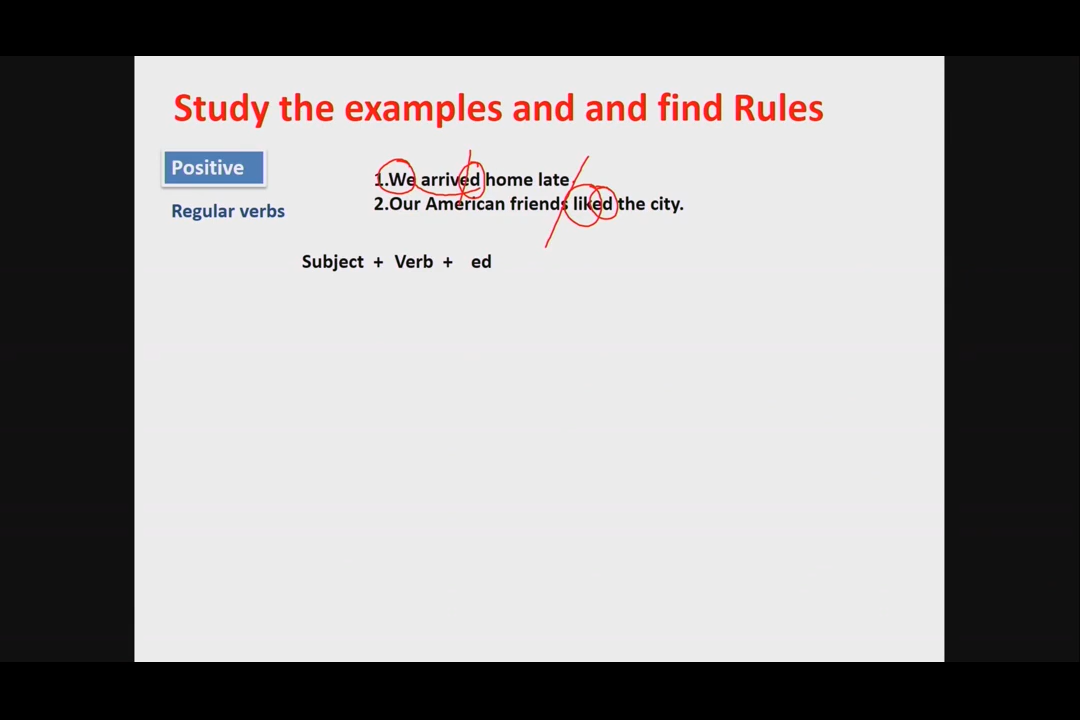 Study the examples and and find Rules
Positive
1.We arrived home late.
Regular verbs
2.Our American friends liked the city.
Subject + Verb + ed